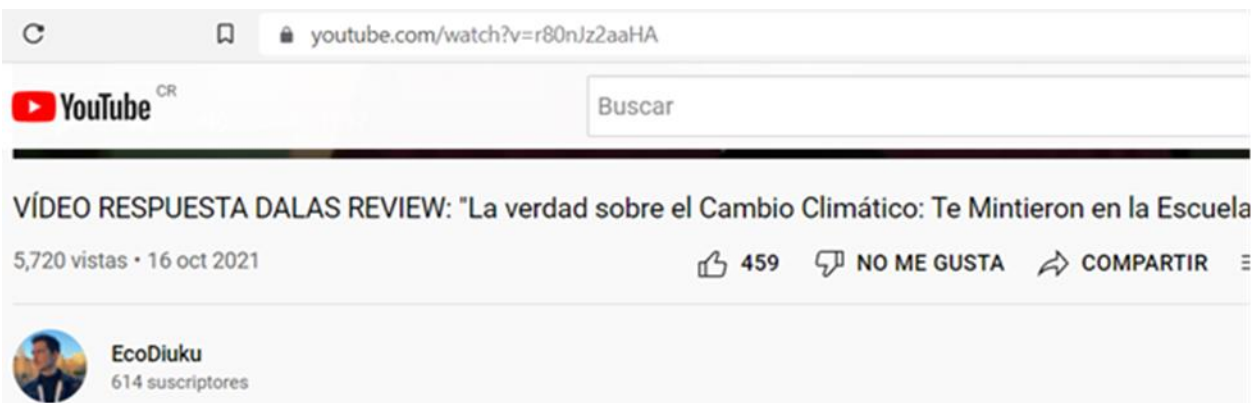 youtube.com/watch?v=r80nJz2aaHA
YouTube CR
Buscar
VÍDEO RESPUESTA DALAS REVIEW: "La verdad sobre el Cambio Climático: Te Mintieron en la Escuela
5,720 vistas • 16 oct 2021 459 NO ME GUSTA COMPARTIR
EcoDiuku
614 suscriptores